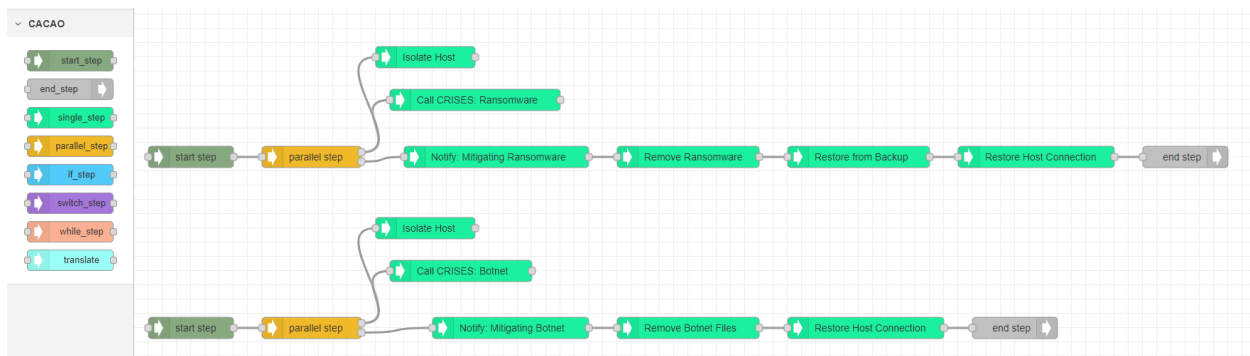 CACAO
start_step
end_step
single_step
parallel_step
if_step
switch_step
while_step
translate
Isolate Host
Call CRISES: Ransomware
start step
parallel step
Notify: Mitigating Ransomware
Remove Ransomware
Restore from Backup
Restore Host Connection
end step
Isolate Host
Call CRISES: Botnet
start step
parallel step
Notify: Mitigating Botnet
Remove Botnet Files
Restore Host Connection
end step